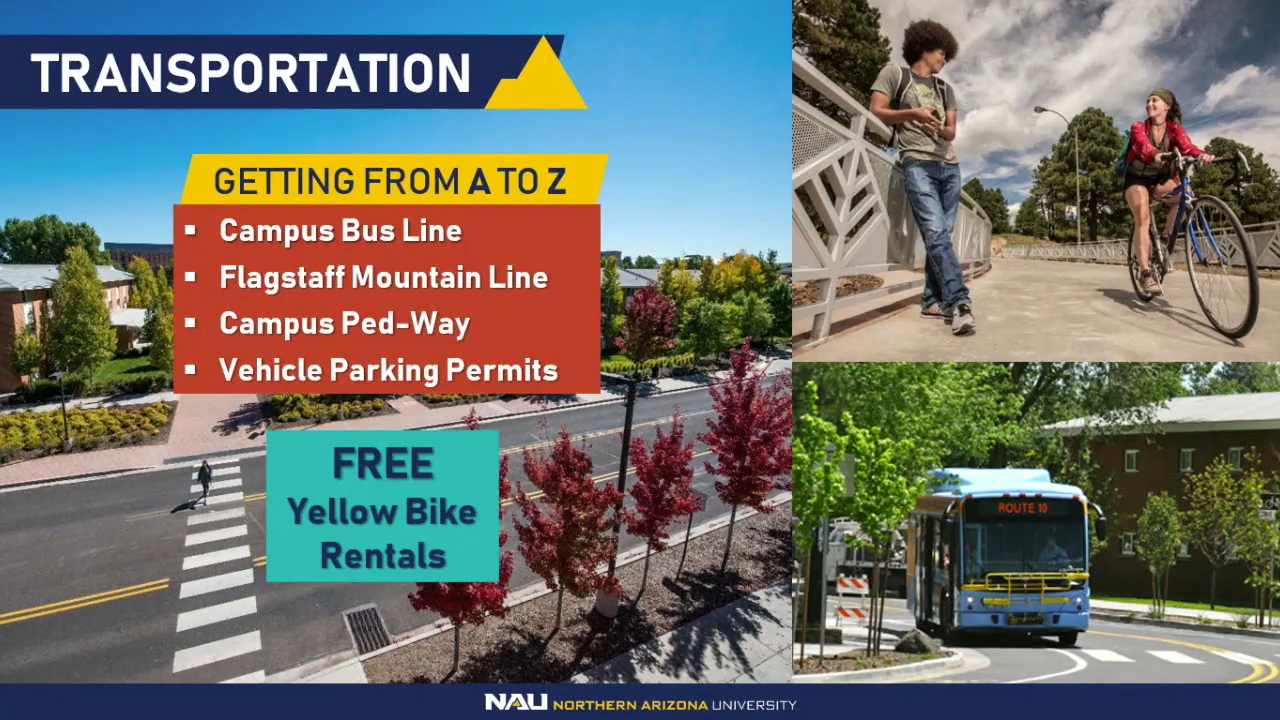 TRANSPORTATION
GETTING FROM A TO Z
▪ Campus Bus Line
▪ Flagstaff Mountain Line
▪ Campus Ped-Way
▪ Vehicle Parking Permits
FREE
Yellow Bike
Rentals
ROUTE 10
NAU NORTHERN ARIZONA UNIVERSITY